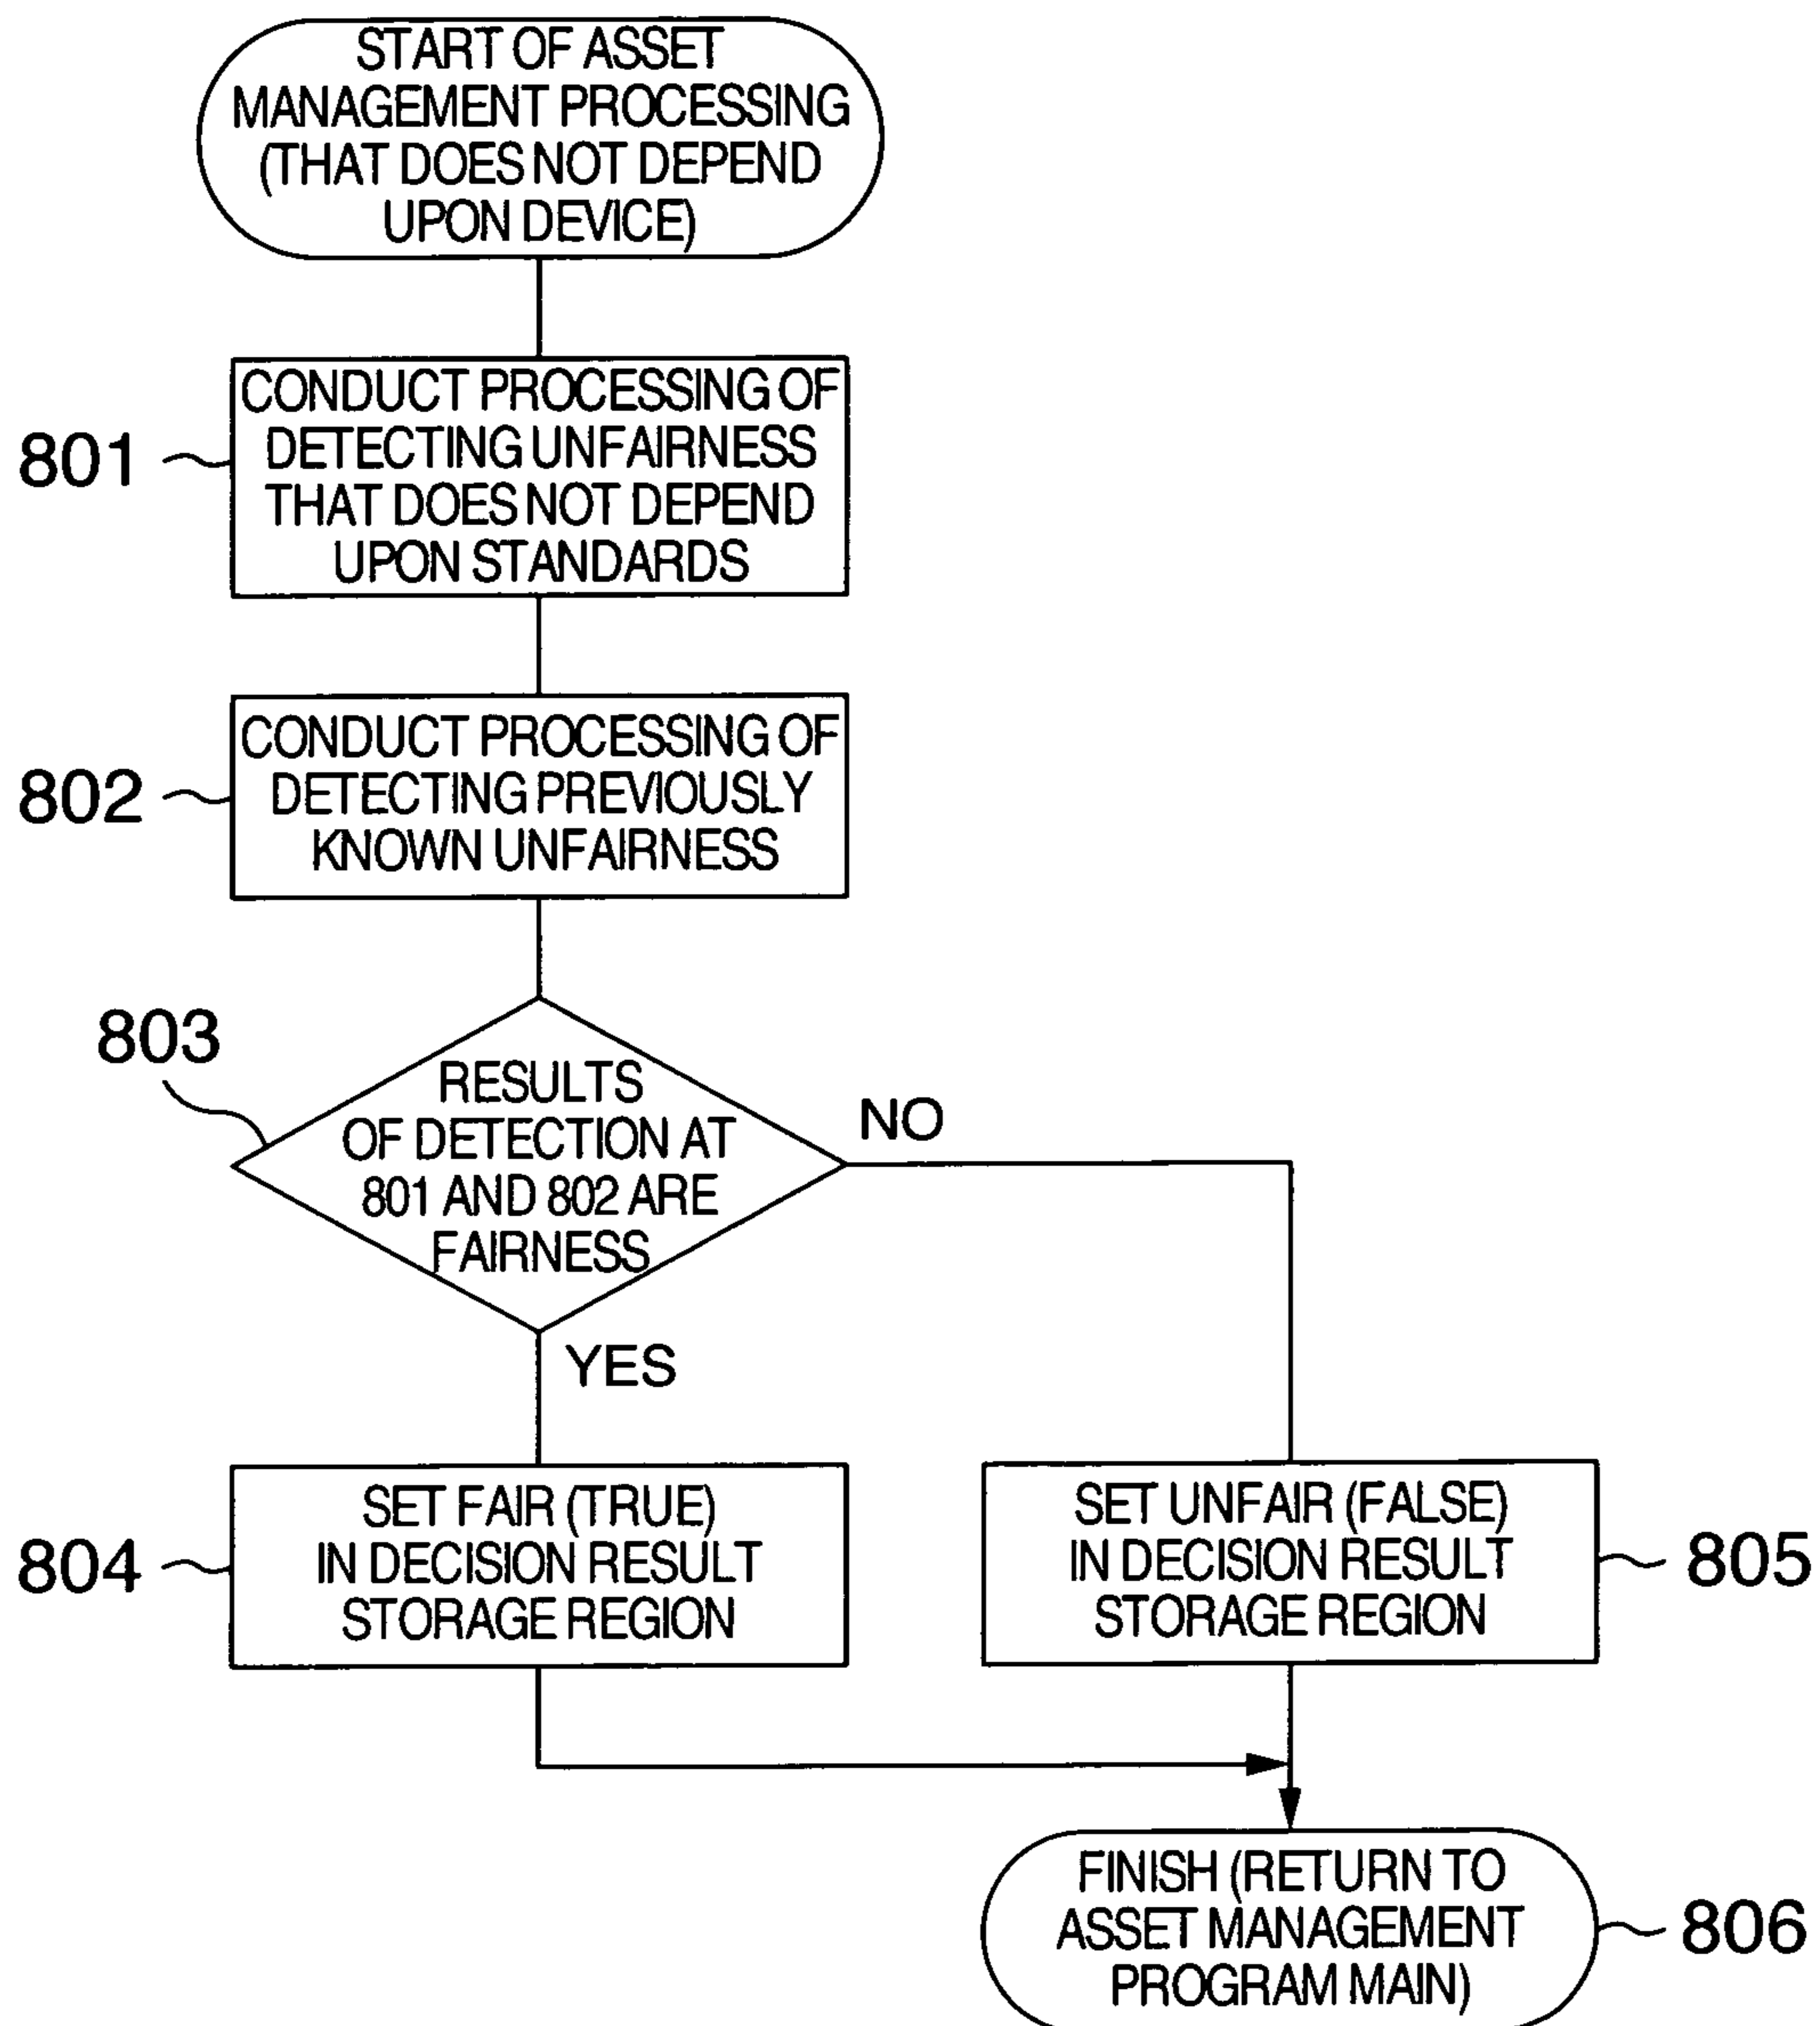 START OF ASSET
MANAGEMENT PROCESSING
(THAT DOES NOT DEPEND
UPON DEVICE)
801
CONDUCT PROCESSING OF
DETECTING UNFAIRNESS
THAT DOES NOT DEPEND
UPON STANDARDS
802
CONDUCT PROCESSING OF
DETECTING PREVIOUSLY
KNOWN UNFAIRNESS
803
RESULTS
OF DETECTION AT
801 AND 802 ARE
FAIRNESS
NO
YES
804
SET FAIR (TRUE)
IN DECISION RESULT
STORAGE REGION
SET UNFAIR (FALSE)
IN DECISION RESULT
STORAGE REGION
805
FINISH (RETURN TO
ASSET MANAGEMENT
PROGRAM MAIN)
806